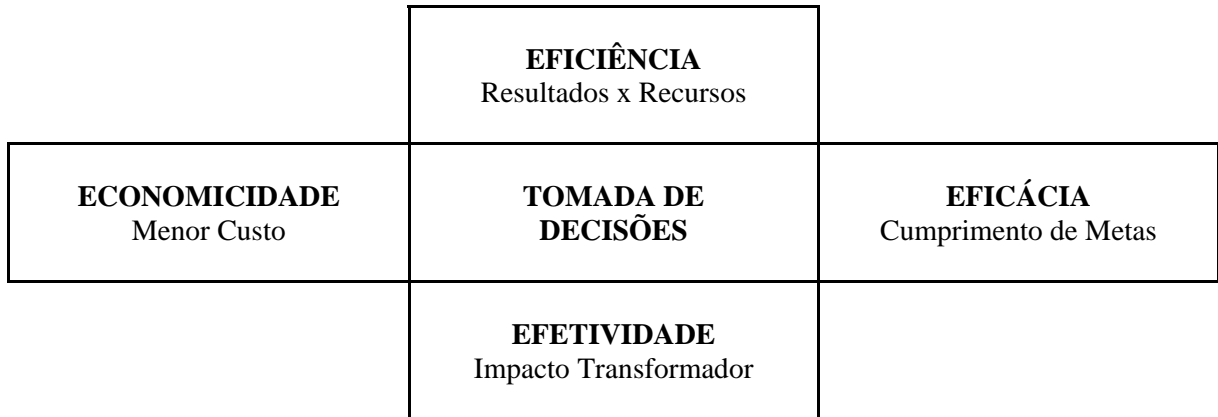 EFICIÊNCIA
Resultados x Recursos
ECONOMICIDADE
Menor Custo
TOMADA DE
DECISÕES
EFICÁCIA
Cumprimento de Metas
EFETIVIDADE
Impacto Transformador